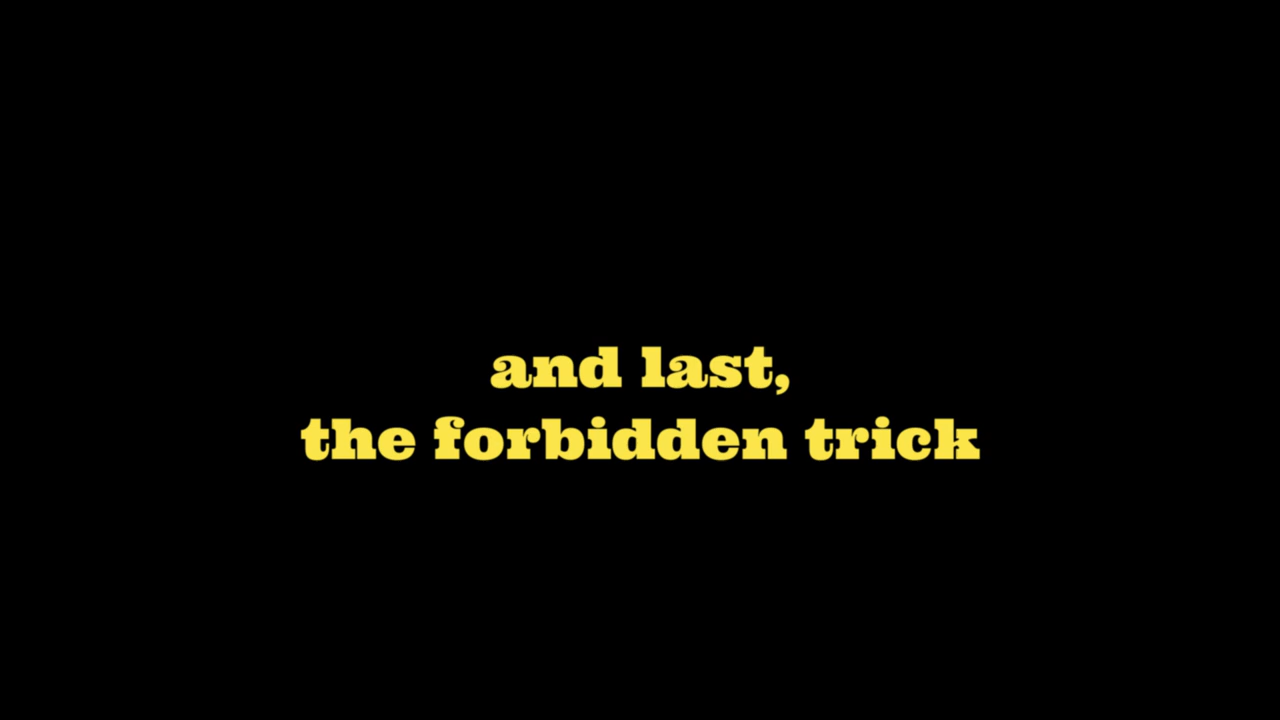 and last,
the forbidden trick